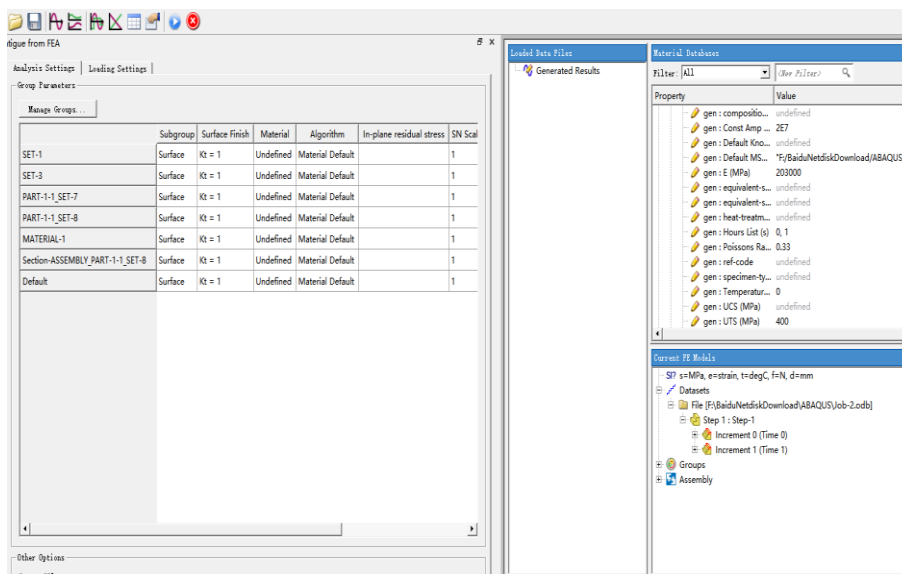 tigue from FEA
Analysis Settings
Loading Settings
Group Parameters
Manage Groups...
Subgroup Surface Finish Material Algorithm In-plane residual stress SN Scal
SET-1 Surface Kt = 1 Undefined Material Default 1
SET-3 Surface Kt = 1 Undefined Material Default 1
PART-1-1_SET-7 Surface Kt = 1 Undefined Material Default 1
PART-1-1_SET-8 Surface Kt = 1 Undefined Material Default 1
MATERIAL-1 Surface Kt = 1 Undefined Material Default 1
Section-ASSEMBLY_PART-1-1_SET-8 Surface Kt = 1 Undefined Material Default 1
Default Surface Kt = 1 Undefined Material Default 1
Other Options
Loaded Data Files
Generated Results
Material Databases
Filter: All (New Filter)
Property Value
gen : compositio... undefined
gen : Const Amp ... 2E7
gen : Default Kno... undefined
gen : Default MS... "F:/BaiduNetdiskDownload/ABAQUS
gen : E (MPa) 203000
gen : equivalent-s... undefined
gen : equivalent-s... undefined
gen : heat-treatm... undefined
gen : Hours List (s) 0, 1
gen : Poissons Ra... 0.33
gen : ref-code undefined
gen : specimen-ty... undefined
gen : Temperatur... 0
gen : UCS (MPa) undefined
gen : UTS (MPa) 400
Current FE Models
SI? s=MPa, e=strain, t=degC, f=N, d=mm
Datasets
File [F:\BaiduNetdiskDownload\ABAQUS\Job-2.odb]
Step 1 : Step-1
Increment 0 (Time 0)
Increment 1 (Time 1)
Groups
Assembly